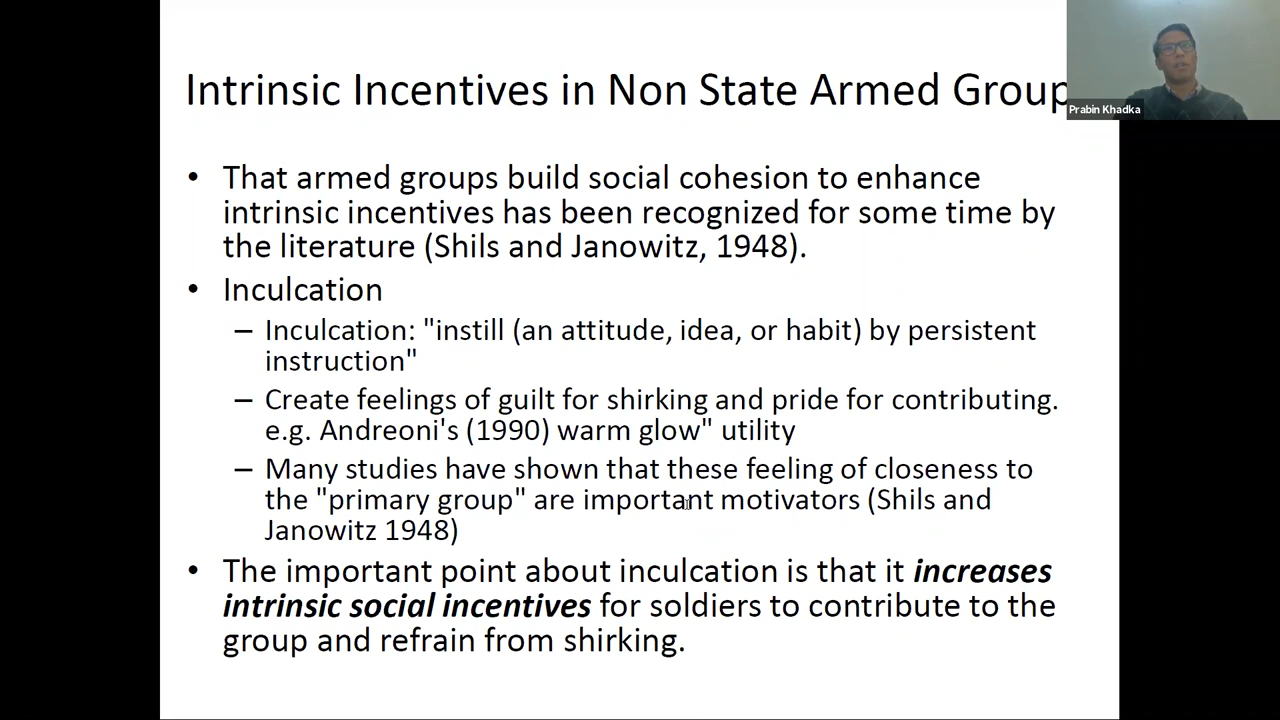 Intrinsic Incentives in Non State Armed Group
Prabin Khadka
• That armed groups build social cohesion to enhance
intrinsic incentives has been recognized for some time by
the literature (Shils and Janowitz, 1948).
• Inculcation
– Inculcation: "instill (an attitude, idea, or habit) by persistent
instruction"
– Create feelings of guilt for shirking and pride for contributing.
e.g. Andreoni's (1990) warm glow" utility
– Many studies have shown that these feeling of closeness to
the "primary group" are important motivators (Shils and
Janowitz 1948)
• The important point about inculcation is that it increases
intrinsic social incentives for soldiers to contribute to the
group and refrain from shirking.